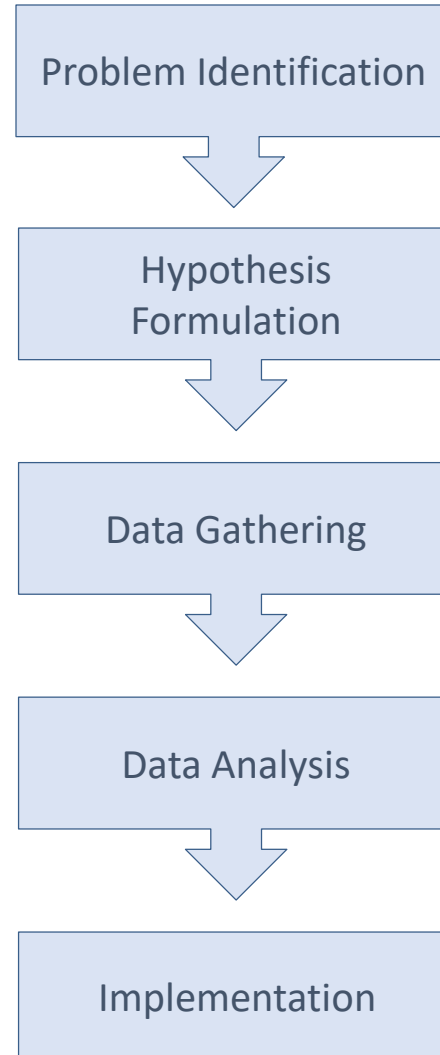 Problem Identification
Hypothesis
Formulation
Data Gathering
Data Analysis
Implementation